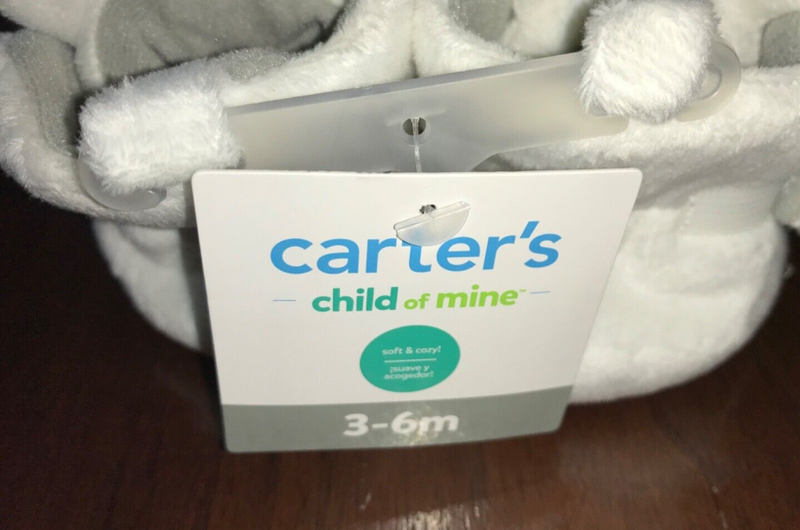 carter's
child of mine™
soft & cozy!
¡suave y
acogedor!
3-6m